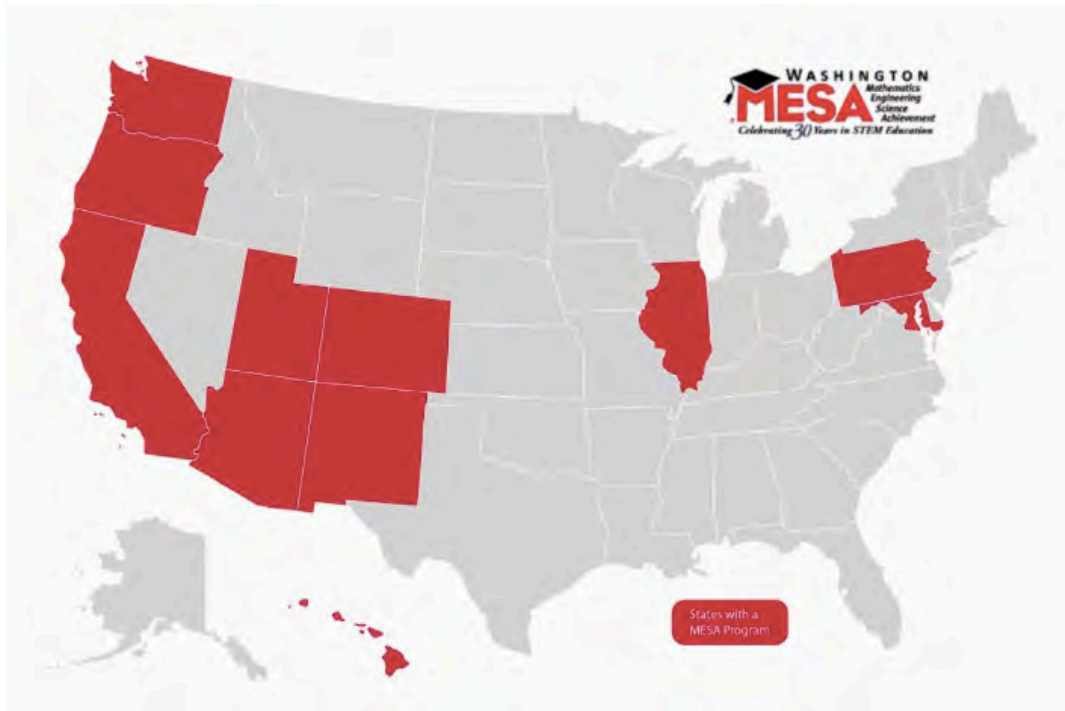 WASHINGTON
MESA
Mathematics
Engineering
Science
Achievement
Celebrating 30 Years in STEM Education
States with a
MESA Program